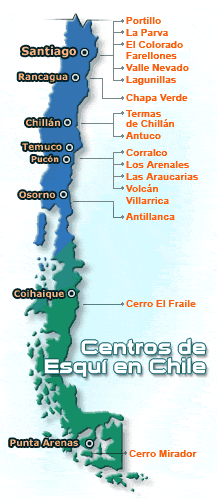 Portillo
La Parva
Santiago
El Colorado
Farellones
Valle Nevado
Rancagua
Lagunillas
Chapa Verde
Chillán
Termas
de Chillán
Antuco
Temuco
Pucón
Corralco
Los Arenales
Las Araucarias
Volcán
Villarrica
Osorno
Antillanca
Coihaique
Cerro El Fraile
Centros de
Esquí en Chile
Punta Arenas
Cerro Mirador